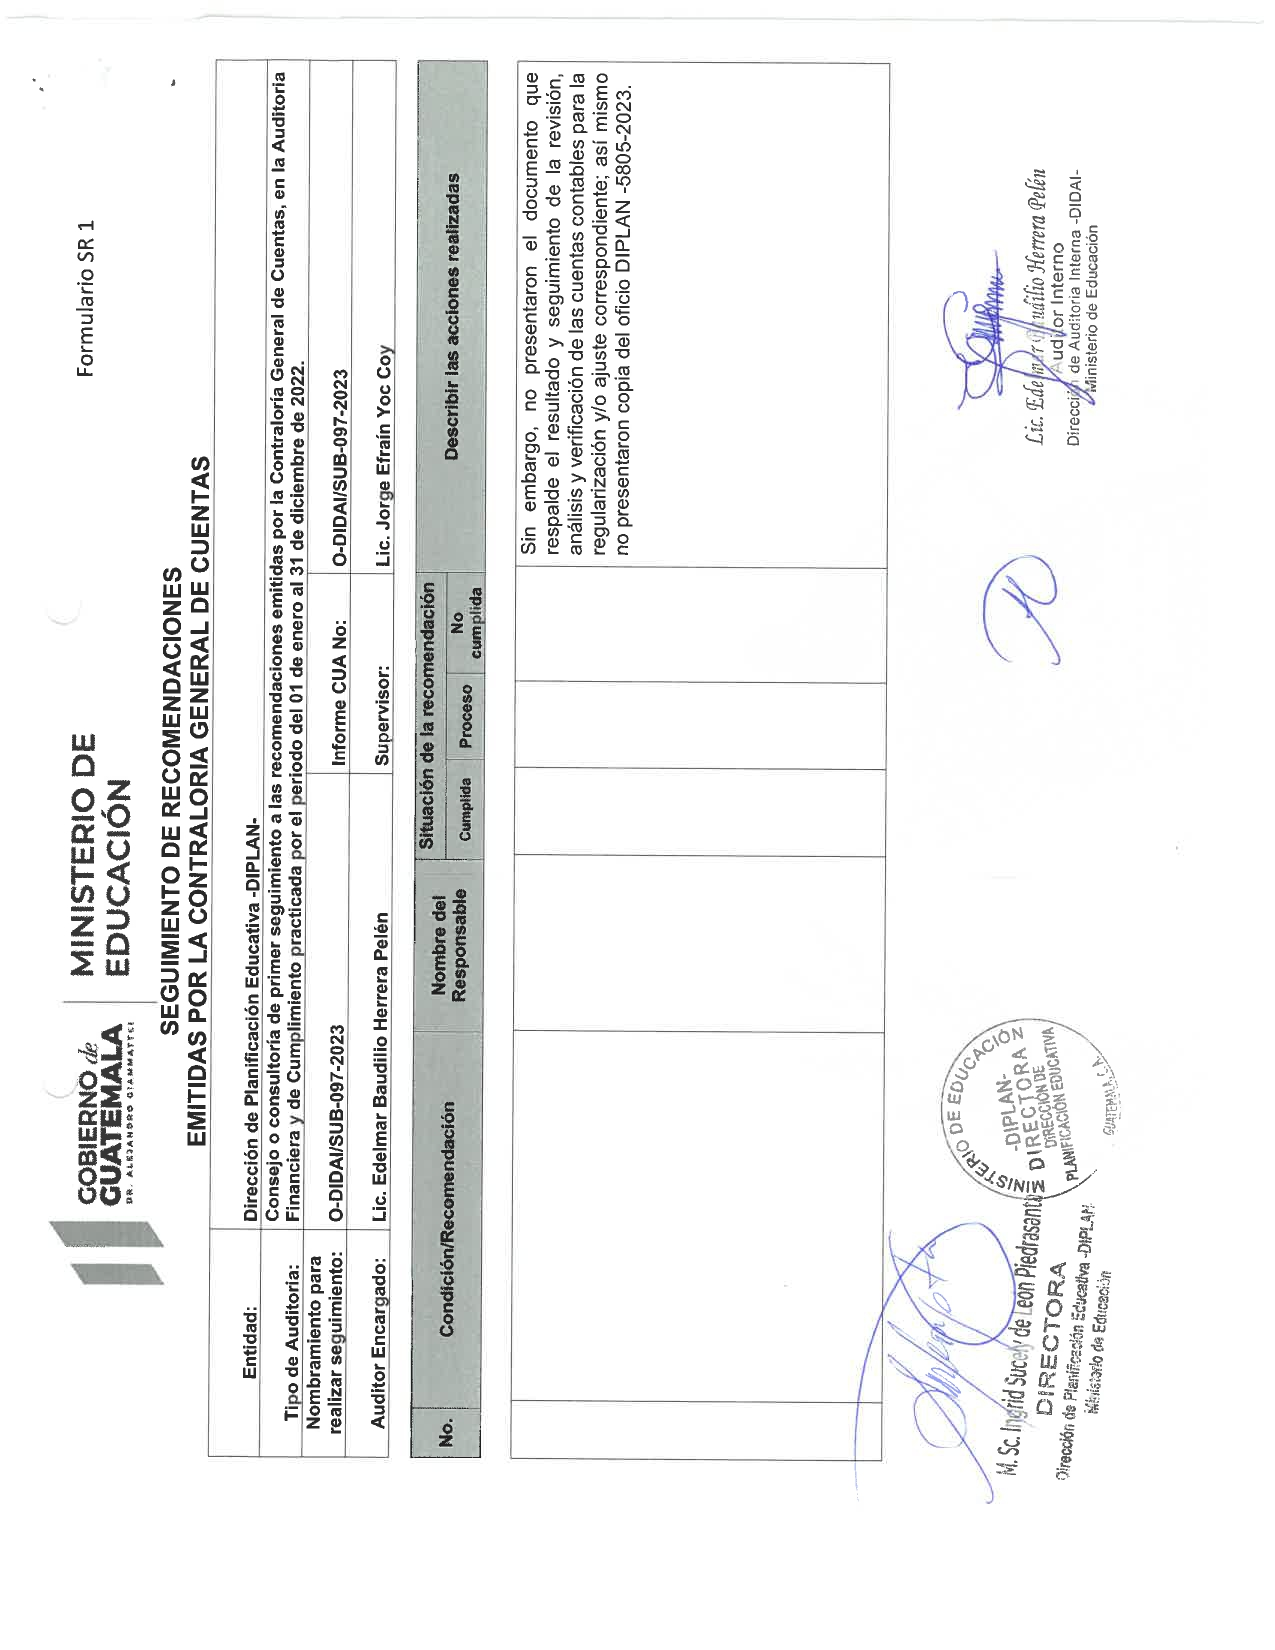 GOBIERNO de
GUATEMALA
DR. ALEJANDRO GIAMMATTEI
MINISTERIO DE
EDUCACIÓN
Formulario SR 1
SEGUIMIENTO DE RECOMENDACIONES
EMITIDAS POR LA CONTRALORIA GENERAL DE CUENTAS
Entidad: Dirección de Planificación Educativa -DIPLAN-
Tipo de Auditoria: Consejo o consultoría de primer seguimiento a las recomendaciones emitidas por la Contraloría General de Cuentas, en la Auditoria
Financiera y de Cumplimiento practicada por el periodo del 01 de enero al 31 de diciembre de 2022.
Nombramiento para
realizar seguimiento: O-DIDAI/SUB-097-2023 Informe CUA No: O-DIDAI/SUB-097-2023
Auditor Encargado: Lic. Edelmar Baudilio Herrera Pelén Supervisor: Lic. Jorge Efraín Yoc Coy
No. Condición/Recomendación Nombre del
Responsable Situación de la recomendación Describir las acciones realizadas
Cumplida Proceso No
cumplida
Sin embargo, no presentaron el documento que
respalde el resultado y seguimiento de la revisión,
análisis y verificación de las cuentas contables para la
regularización y/o ajuste correspondiente; así mismo
no presentaron copia del oficio DIPLAN -5805-2023.
M. Sc. Ingrid Sucely de Leon Piedrasanta
DIRECTORA
Dirección de Planificación Educativa -DIPLAN
Ministerio de Educación
MINISTERIO DE EDUCACIÓN
-DIPLAN-
DIRECTORA
DIRECCIÓN DE
PLANIFICACIÓN EDUCATIVA
GUATEMALA, C.A.
Lic. Edelmar Baudilio Herrera Pelén
Auditor Interno
Dirección de Auditoria Interna -DIDAI-
Ministerio de Educación